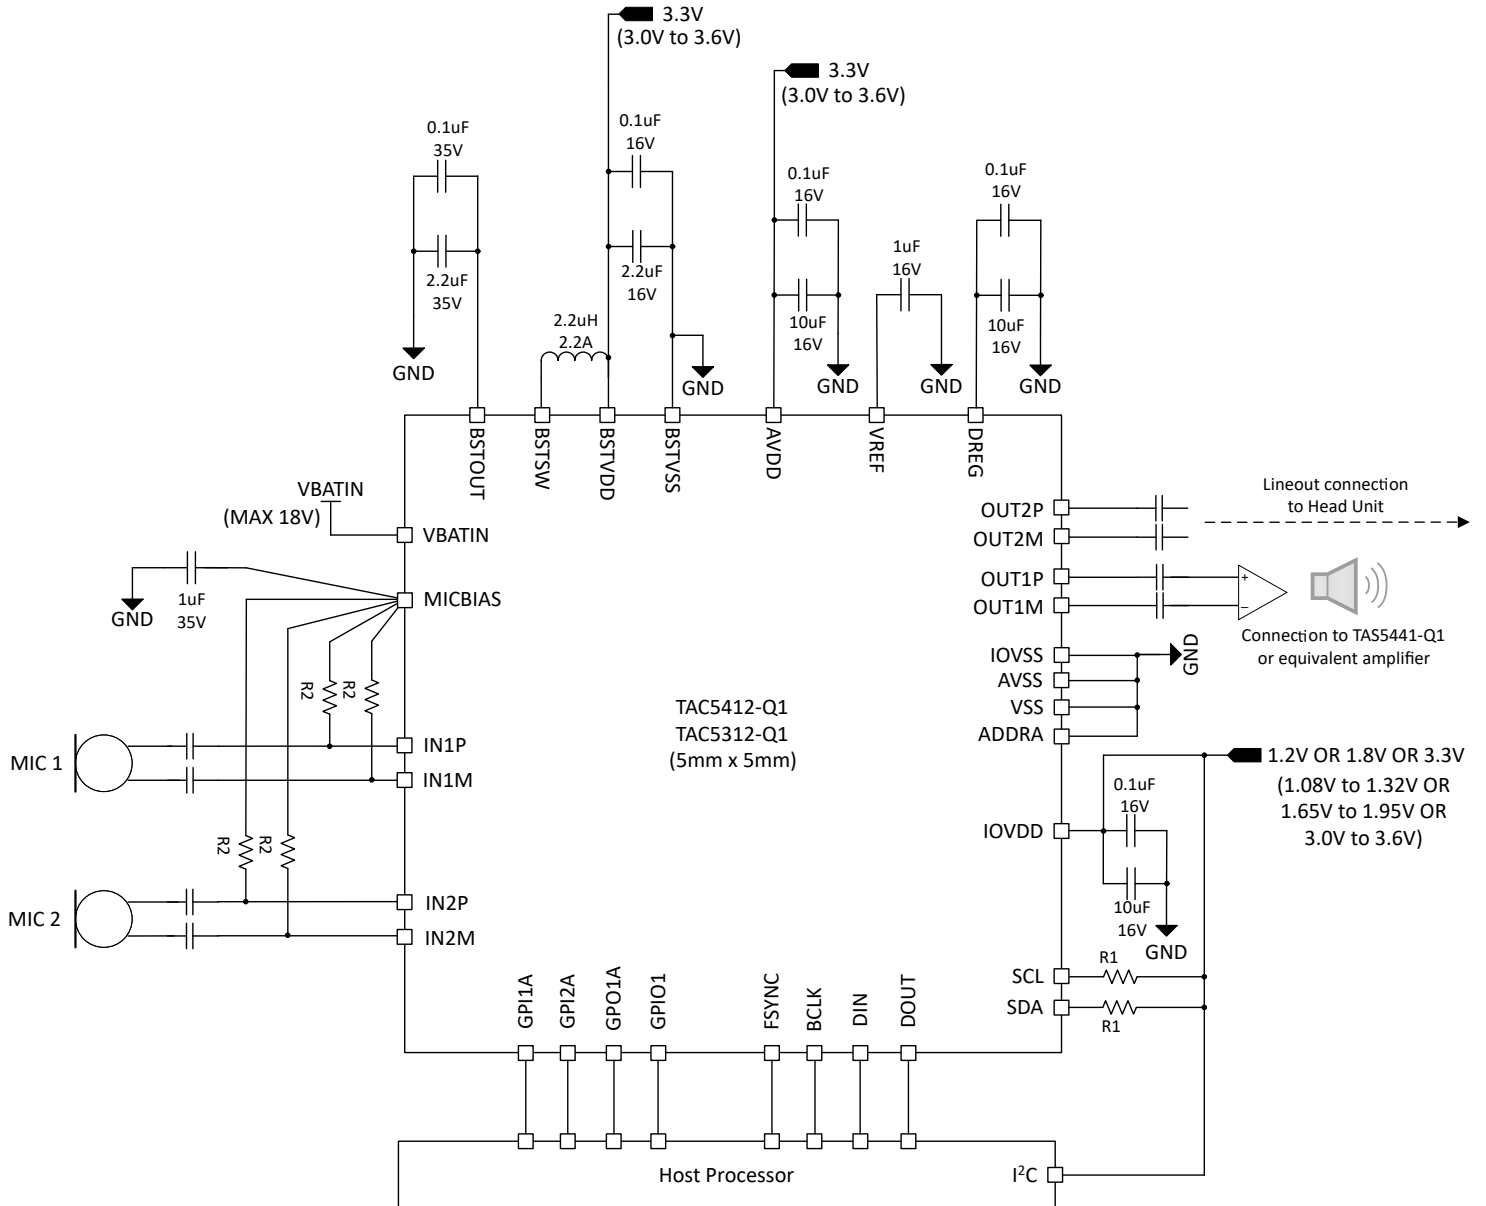 3.3V
(3.0V to 3.6V)
3.3V
(3.0V to 3.6V)
0.1uF
35V
2.2uF
35V
GND
0.1uF
16V
2.2uF
16V
2.2uH
2.2A
GND
0.1uF
16V
10uF
16V
GND
1uF
16V
GND
0.1uF
16V
10uF
16V
GND
BSTOUT
BSTSW
BSTVDD
BSTVSS
AVDD
VREF
DREG
VBATIN
(MAX 18V)
VBATIN
1uF
35V
GND
MICBIAS
R2
R2
MIC 1
IN1P
IN1M
R2
R2
MIC 2
IN2P
IN2M
TAC5412-Q1
TAC5312-Q1
(5mm x 5mm)
OUT2P
OUT2M
Lineout connection
to Head Unit
OUT1P
OUT1M
+
–
Connection to TAS5441-Q1
or equivalent amplifier
IOVSS
AVSS
VSS
ADDRA
GND
1.2V OR 1.8V OR 3.3V
(1.08V to 1.32V OR
1.65V to 1.95V OR
3.0V to 3.6V)
IOVDD
0.1uF
16V
10uF
16V
GND
SCL
R1
SDA
R1
GPI1A
GPI2A
GPO1A
GPIO1
FSYNC
BCLK
DIN
DOUT
Host Processor
I²C